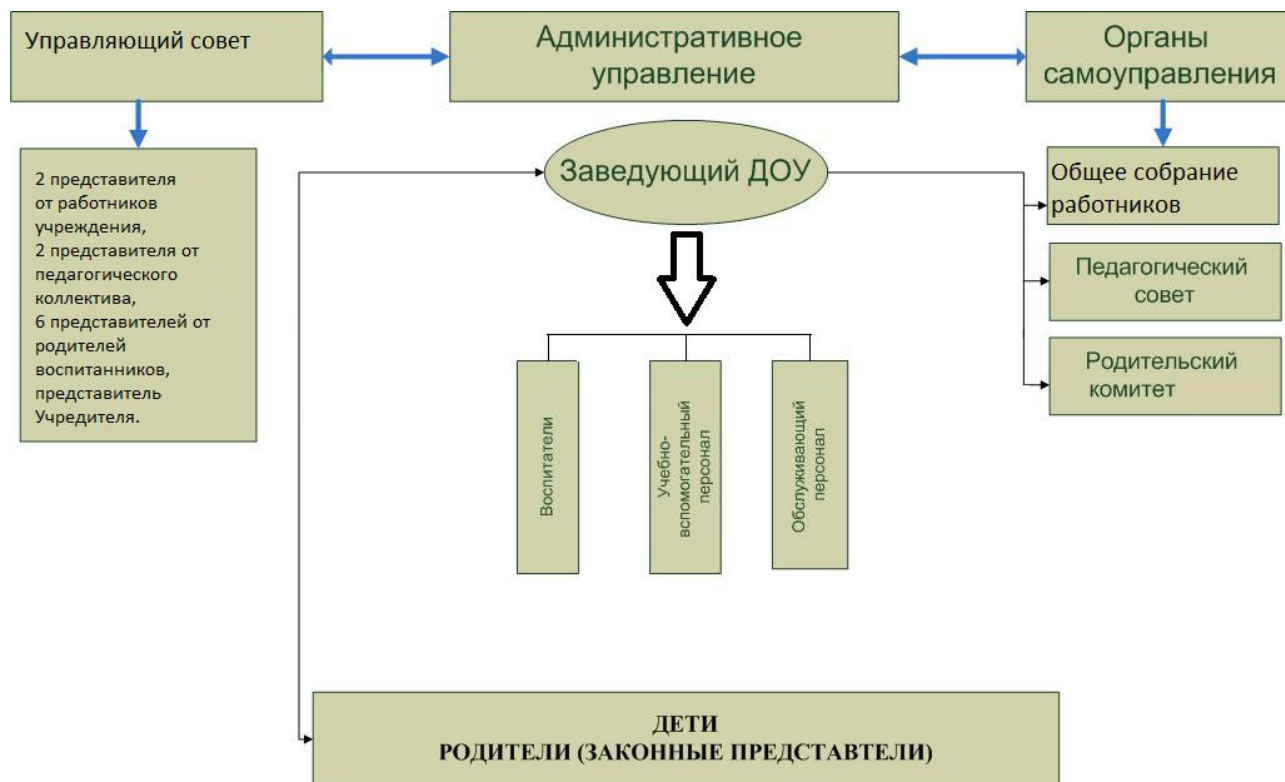 Управляющий совет
Административное
управление
Органы
самоуправления
2 представителя
от работников
учреждения,
2 представителя от
педагогического
коллектива,
6 представителей от
родителей
воспитанников,
представитель
Учредителя.
Заведующий ДОУ
Общее собрание
работников
Педагогический
совет
Родительский
комитет
Воспитатели
Учебно-
вспомогательный
персонал
Обслуживающий
персонал
ДЕТИ
РОДИТЕЛИ (ЗАКОННЫЕ ПРЕДСТАВТЕЛИ)